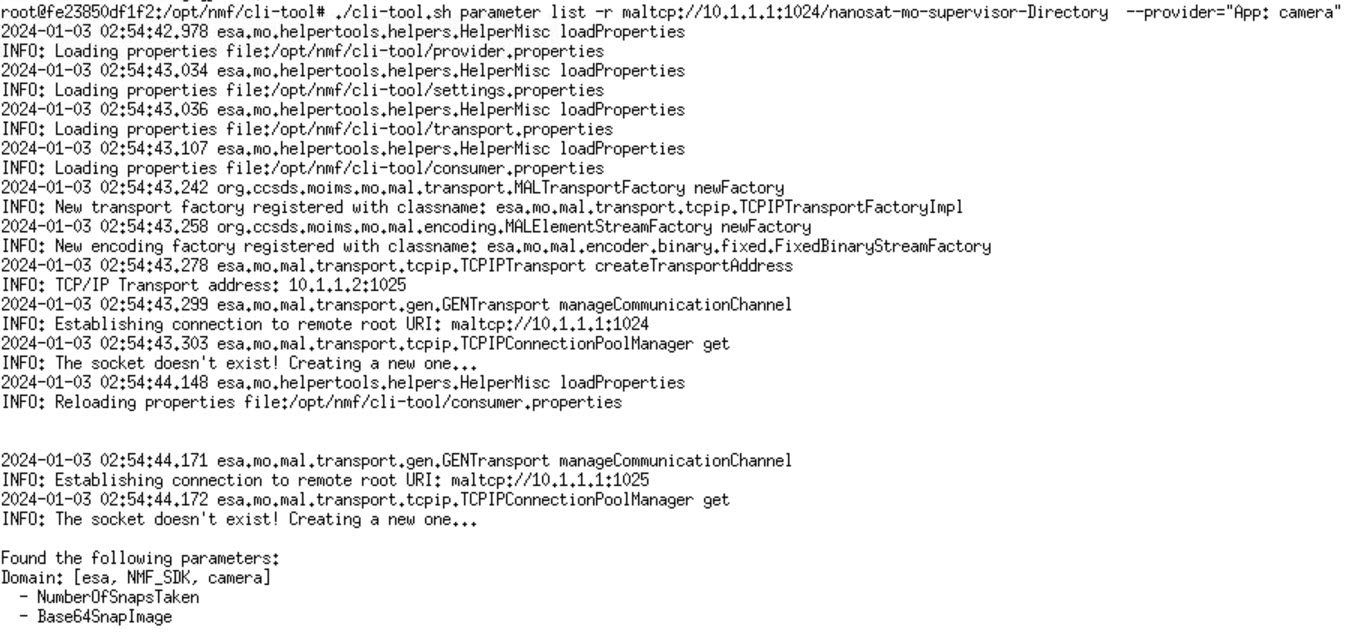 root@fe23850df1f2:/opt/nmf/cli-tool# ./cli-tool.sh parameter list -r maltcp://10.1.1.1:1024/nanosat-mo-supervisor-Directory  --provider="App: camera"
2024-01-03 02:54:42.978 esa.mo.helpertools.helpers.HelperMisc loadProperties
INFO: Loading properties file:/opt/nmf/cli-tool/provider.properties
2024-01-03 02:54:43.034 esa.mo.helpertools.helpers.HelperMisc loadProperties
INFO: Loading properties file:/opt/nmf/cli-tool/settings.properties
2024-01-03 02:54:43.036 esa.mo.helpertools.helpers.HelperMisc loadProperties
INFO: Loading properties file:/opt/nmf/cli-tool/transport.properties
2024-01-03 02:54:43.107 esa.mo.helpertools.helpers.HelperMisc loadProperties
INFO: Loading properties file:/opt/nmf/cli-tool/consumer.properties
2024-01-03 02:54:43.242 org.ccsds.moims.mo.mal.transport.MALTransportFactory newFactory
INFO: New transport factory registered with classname: esa.mo.mal.transport.tcpip.TCPIPTransportFactoryImpl
2024-01-03 02:54:43.258 org.ccsds.moims.mo.mal.encoding.MALElementStreamFactory newFactory
INFO: New encoding factory registered with classname: esa.mo.mal.encoder.binary.fixed.FixedBinaryStreamFactory
2024-01-03 02:54:43.278 esa.mo.mal.transport.tcpip.TCPIPTransport createTransportAddress
INFO: TCP/IP Transport address: 10.1.1.2:1025
2024-01-03 02:54:43.299 esa.mo.mal.transport.gen.GENTransport manageCommunicationChannel
INFO: Establishing connection to remote root URI: maltcp://10.1.1.1:1024
2024-01-03 02:54:43.303 esa.mo.mal.transport.tcpip.TCPIPConnectionPoolManager get
INFO: The socket doesn't exist! Creating a new one...
2024-01-03 02:54:44.148 esa.mo.helpertools.helpers.HelperMisc loadProperties
INFO: Reloading properties file:/opt/nmf/cli-tool/consumer.properties
2024-01-03 02:54:44.171 esa.mo.mal.transport.gen.GENTransport manageCommunicationChannel
INFO: Establishing connection to remote root URI: maltcp://10.1.1.1:1025
2024-01-03 02:54:44.172 esa.mo.mal.transport.tcpip.TCPIPConnectionPoolManager get
INFO: The socket doesn't exist! Creating a new one...
Found the following parameters:
Domain: [esa, NMF_SDK, camera]
  - NumberOfSnapsTaken
  - Base64SnapImage